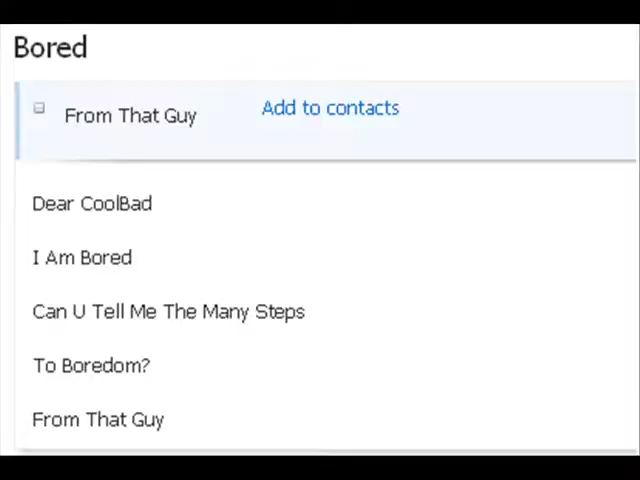 Bored
From That Guy Add to contacts
Dear CoolBad
I Am Bored
Can U Tell Me The Many Steps
To Boredom?
From That Guy